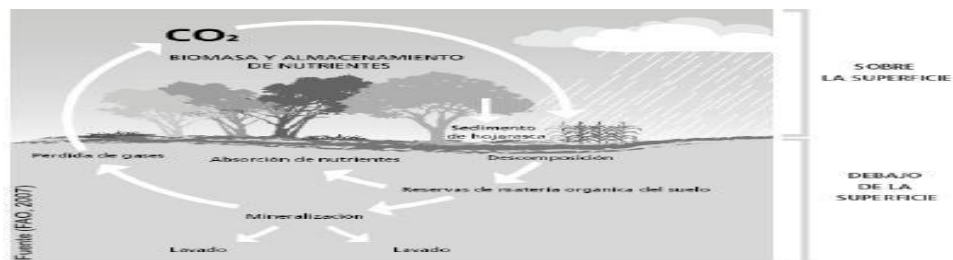 CO₂
BIOMASA Y ALMACENAMIENTO
DE NUTRIENTES
SOBRE
LA SUPERFICIE
Sedimento
de hojarasca
Perdida de gases
Absorción de nutrientes
Descomposición
Reservas de materia orgánica del suelo
Mineralización
Lavado
Lavado
DEBAJO
DE LA
SUPERFICIE
Fuente (FAO, 2007)